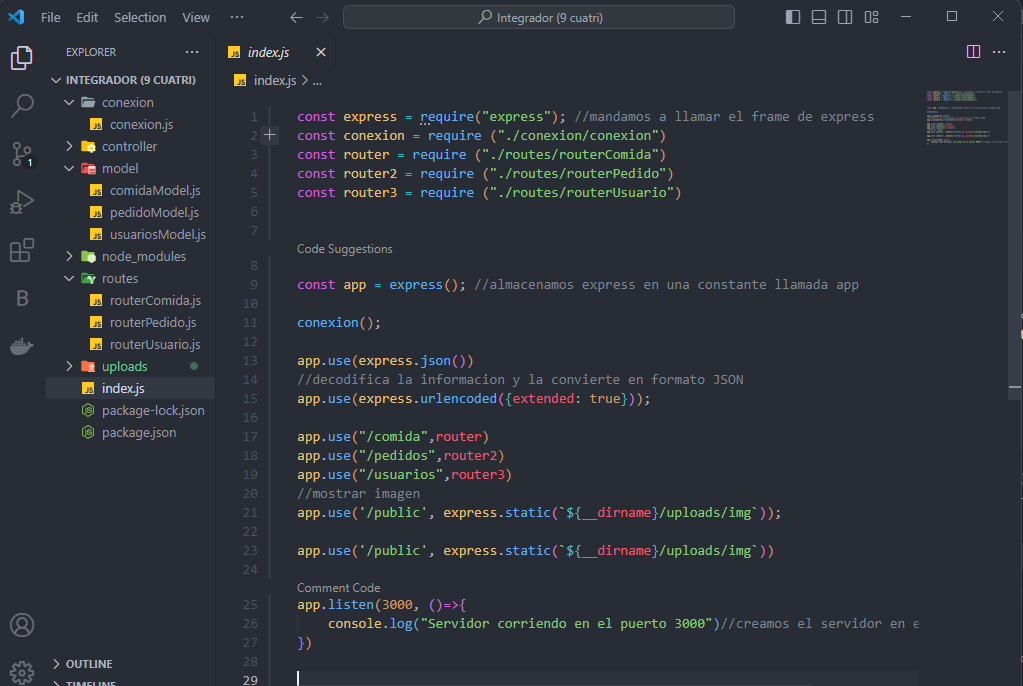 File Edit Selection View ··· Integrador (9 cuatri)
EXPLORER ···
INTEGRADOR (9 CUATRI)
conexion
conexion.js
controller
model
comidaModel.js
pedidoModel.js
usuariosModel.js
node_modules
routes
routerComida.js
routerPedido.js
routerUsuario.js
uploads
index.js
package-lock.json
package.json
OUTLINE
TIMELINE
1
B
JS index.js
JS index.js > ...
1 const express = require("express"); //mandamos a llamar el frame de express
2 const conexion = require ("./conexion/conexion")
3 const router = require ("./routes/routerComida")
4 const router2 = require ("./routes/routerPedido")
5 const router3 = require ("./routes/routerUsuario")
6
7
Code Suggestions
8
9 const app = express(); //almacenamos express en una constante llamada app
10
11 conexion();
12
13 app.use(express.json())
14 //decodifica la informacion y la convierte en formato JSON
15 app.use(express.urlencoded({extended: true}));
16
17 app.use("/comida",router)
18 app.use("/pedidos",router2)
19 app.use("/usuarios",router3)
20 //mostrar imagen
21 app.use('/public', express.static(`${__dirname}/uploads/img`));
22
23 app.use('/public', express.static(`${__dirname}/uploads/img`))
24
Comment Code
25 app.listen(3000, ()=>{
26 console.log("Servidor corriendo en el puerto 3000")//creamos el servidor en e
27 })
28
29